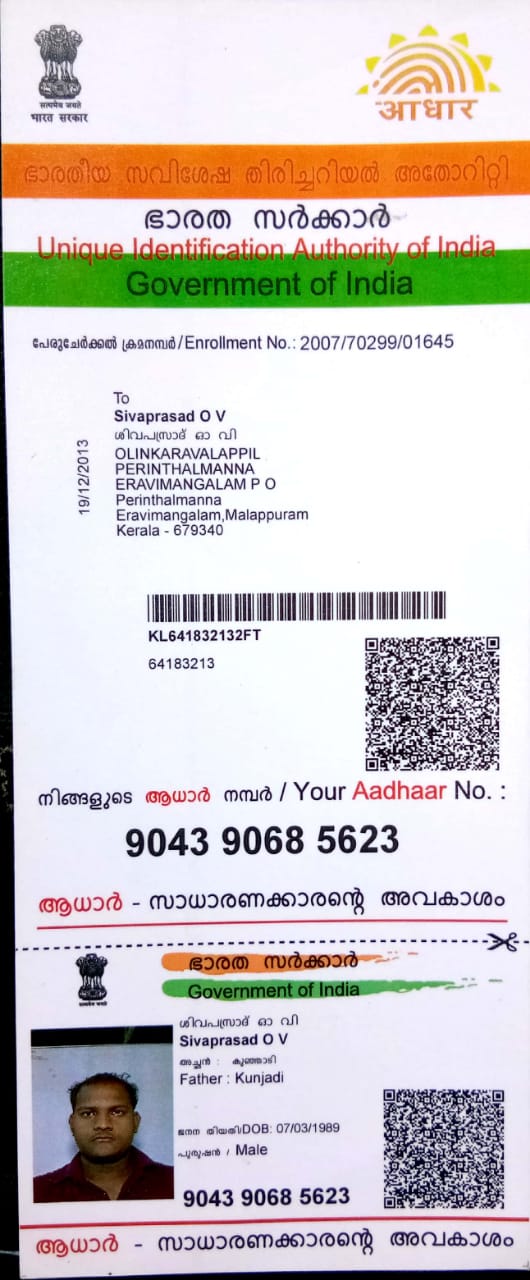 सत्यमेव जयते
भारत सरकार
आधार
ഭാരതീയ സവിശേഷ തിരിച്ചറിയൽ അതോറിറ്റി
ഭാരത സർക്കാർ
Unique Identification Authority of India
Government of India
പേരുചേർക്കൽ ക്രമനമ്പർ/Enrollment No.: 2007/70299/01645
19/12/2013
To
Sivaprasad O V
ശിവപ്രസാദ് ഓ വി
OLINKARAVALAPPIL
PERINTHALMANNA
ERAVIMANGALAM P O
Perinthalmanna
Eravimangalam,Malappuram
Kerala - 679340
KL641832132FT
64183213
നിങ്ങളുടെ ആധാർ നമ്പർ / Your Aadhaar No. :
9043 9068 5623
ആധാർ - സാധാരണക്കാരന്റെ അവകാശം
ഭാരത സർക്കാർ
Government of India
ശിവപ്രസാദ് ഓ വി
Sivaprasad O V
അച്ഛൻ : കുഞ്ഞാടി
Father : Kunjadi
ജനന തിയതി/DOB: 07/03/1989
പുരുഷൻ / Male
9043 9068 5623
ആധാർ - സാധാരണക്കാരന്റെ അവകാശം